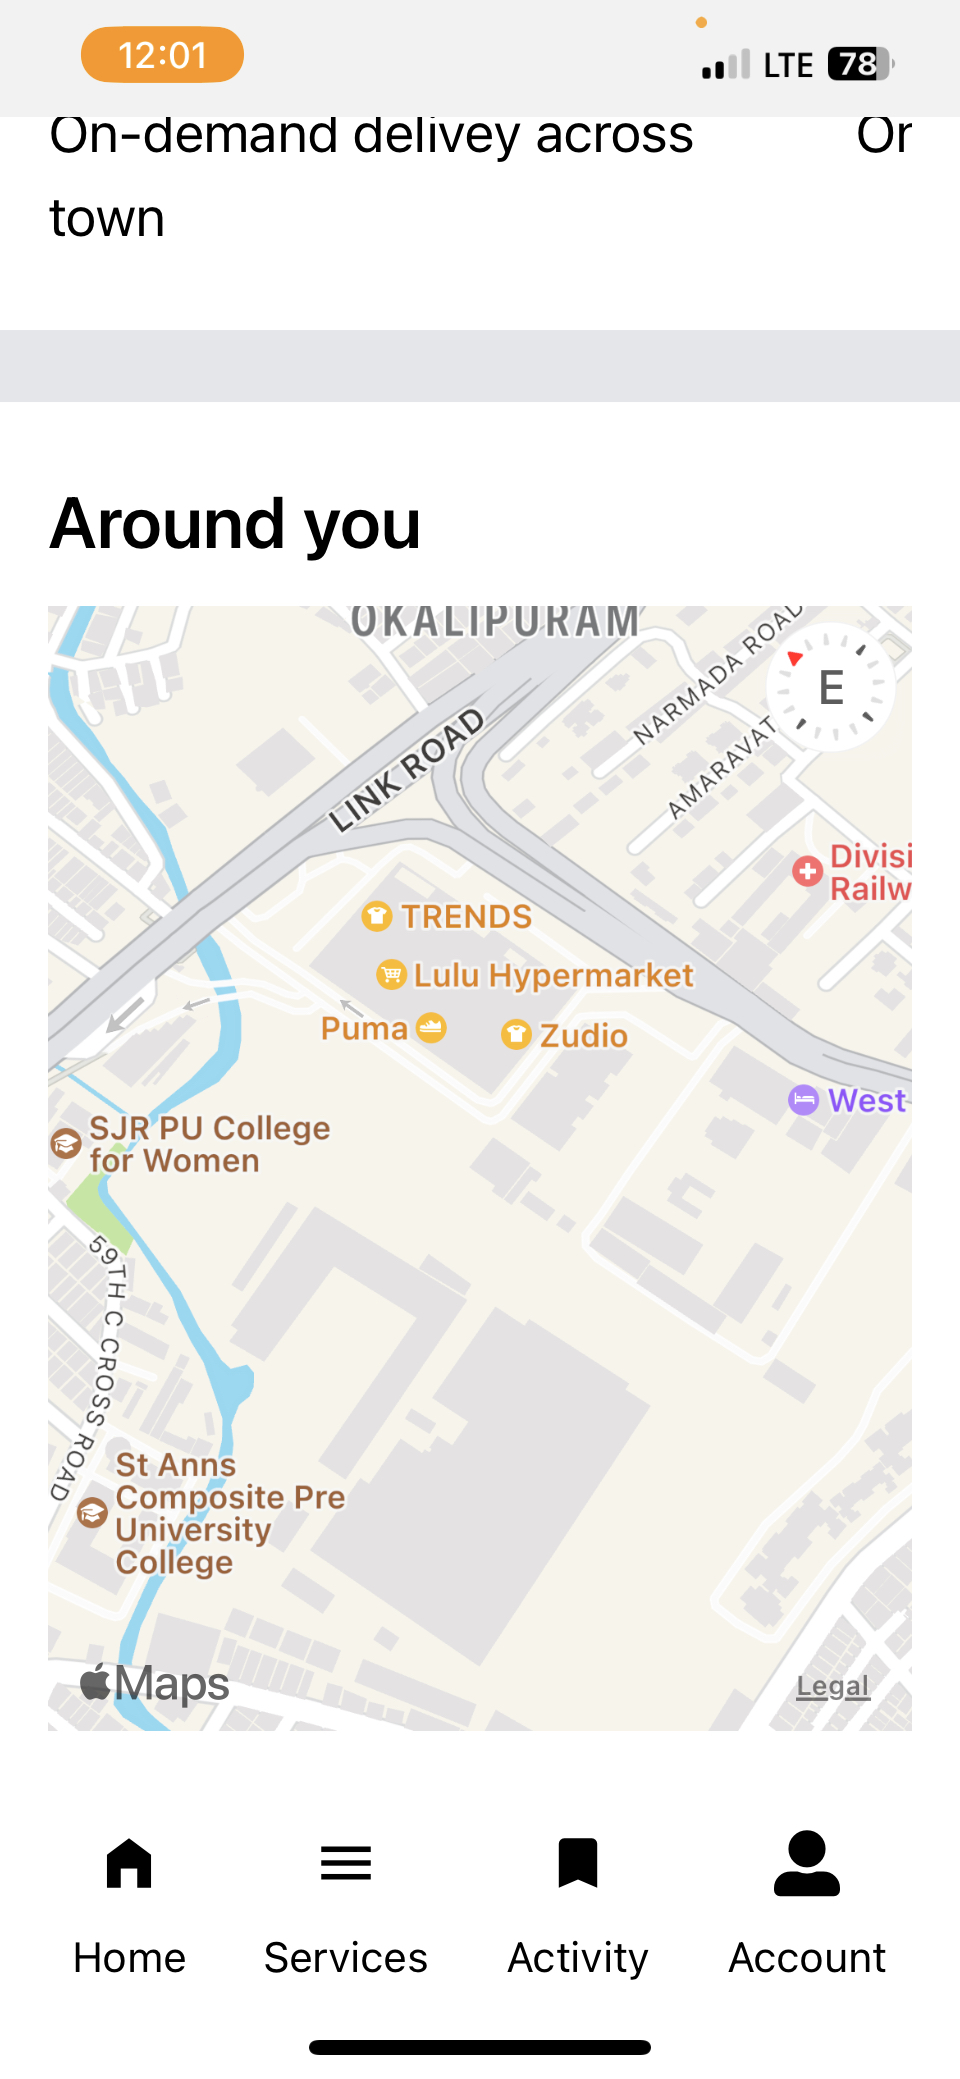 12:01
LTE 78
On-demand delivey across
town
Or
Around you
OKALIPURAM
LINK ROAD
NARMADA ROAD
AMARAVAT
E
Divisi
Railw
TRENDS
Lulu Hypermarket
Puma
Zudio
West
SJR PU College
for Women
59TH C CROSS ROAD
St Anns
Composite Pre
University
College
Maps
Legal
Home
Services
Activity
Account